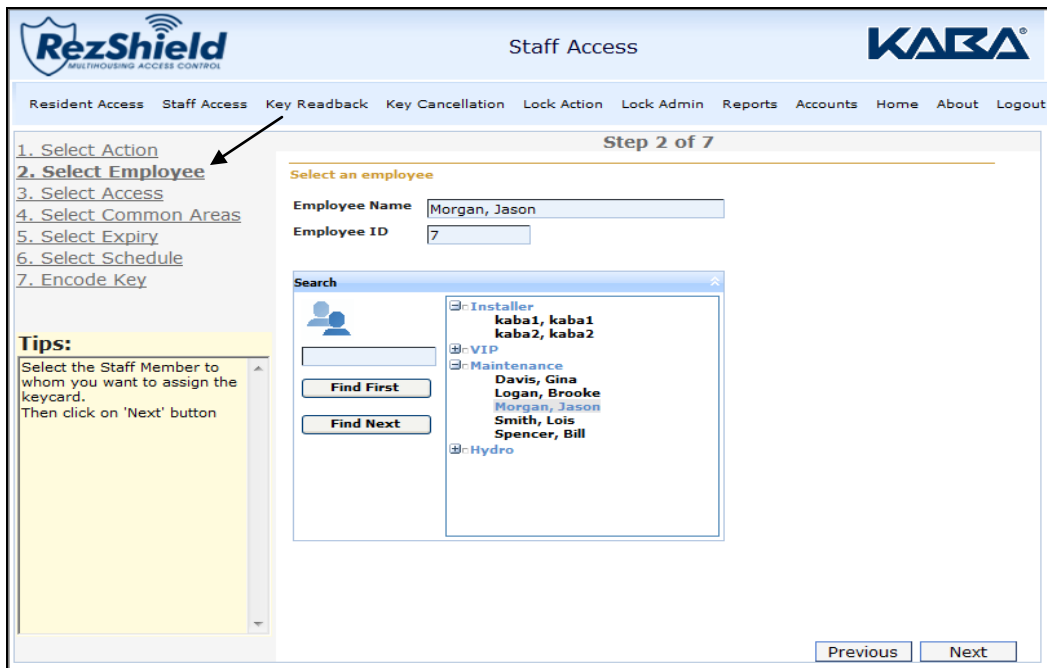 RezShield
MULTIHOUSING ACCESS CONTROL
Staff Access
KABA®
Resident Access Staff Access Key Readback Key Cancellation Lock Action Lock Admin Reports Accounts Home About Logout
1. Select Action
2. Select Employee
3. Select Access
4. Select Common Areas
5. Select Expiry
6. Select Schedule
7. Encode Key
Tips:
Select the Staff Member to
whom you want to assign the
keycard.
Then click on 'Next' button
Step 2 of 7
Select an employee
Employee Name Morgan, Jason
Employee ID 7
Search
Find First
Find Next
Installer
kaba1, kaba1
kaba2, kaba2
VIP
Maintenance
Davis, Gina
Logan, Brooke
Morgan, Jason
Smith, Lois
Spencer, Bill
Hydro
Previous Next